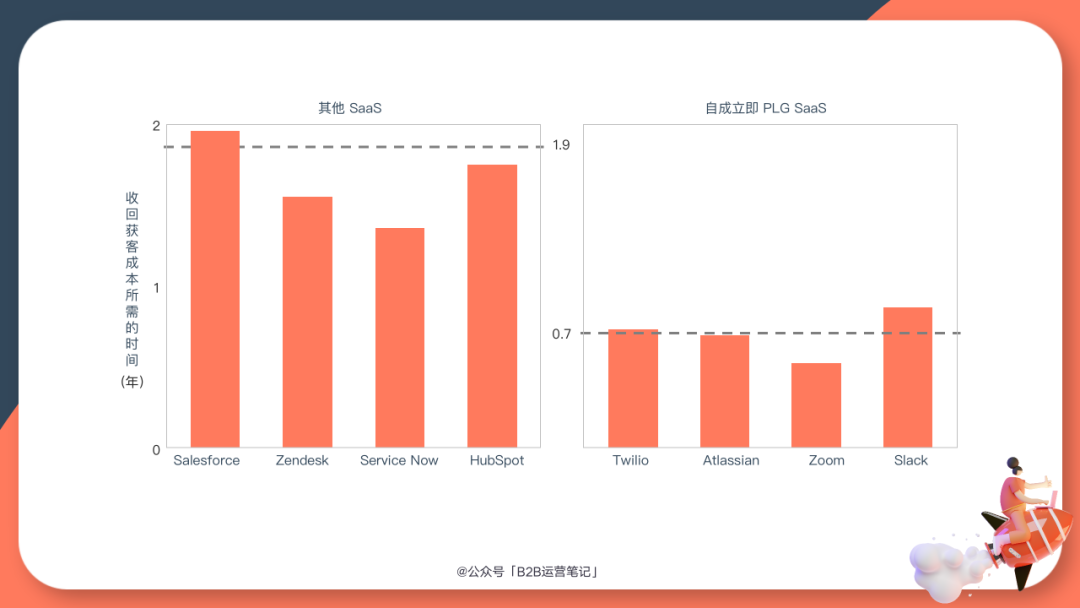 其他 SaaS
自成立即 PLG SaaS
2
1.9
收回获客成本所需的时间
（年）
1
0.7
0
Salesforce
Zendesk
Service Now
HubSpot
Twilio
Atlassian
Zoom
Slack
@公众号「B2B运营笔记」